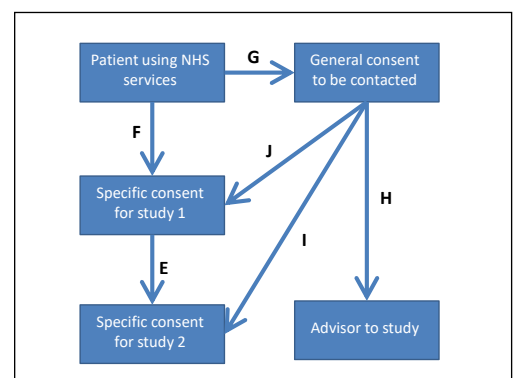 Patient using NHS
services
G
General consent
to be contacted
F
J
Specific consent
for study 1
H
I
E
Specific consent
for study 2
Advisor to study